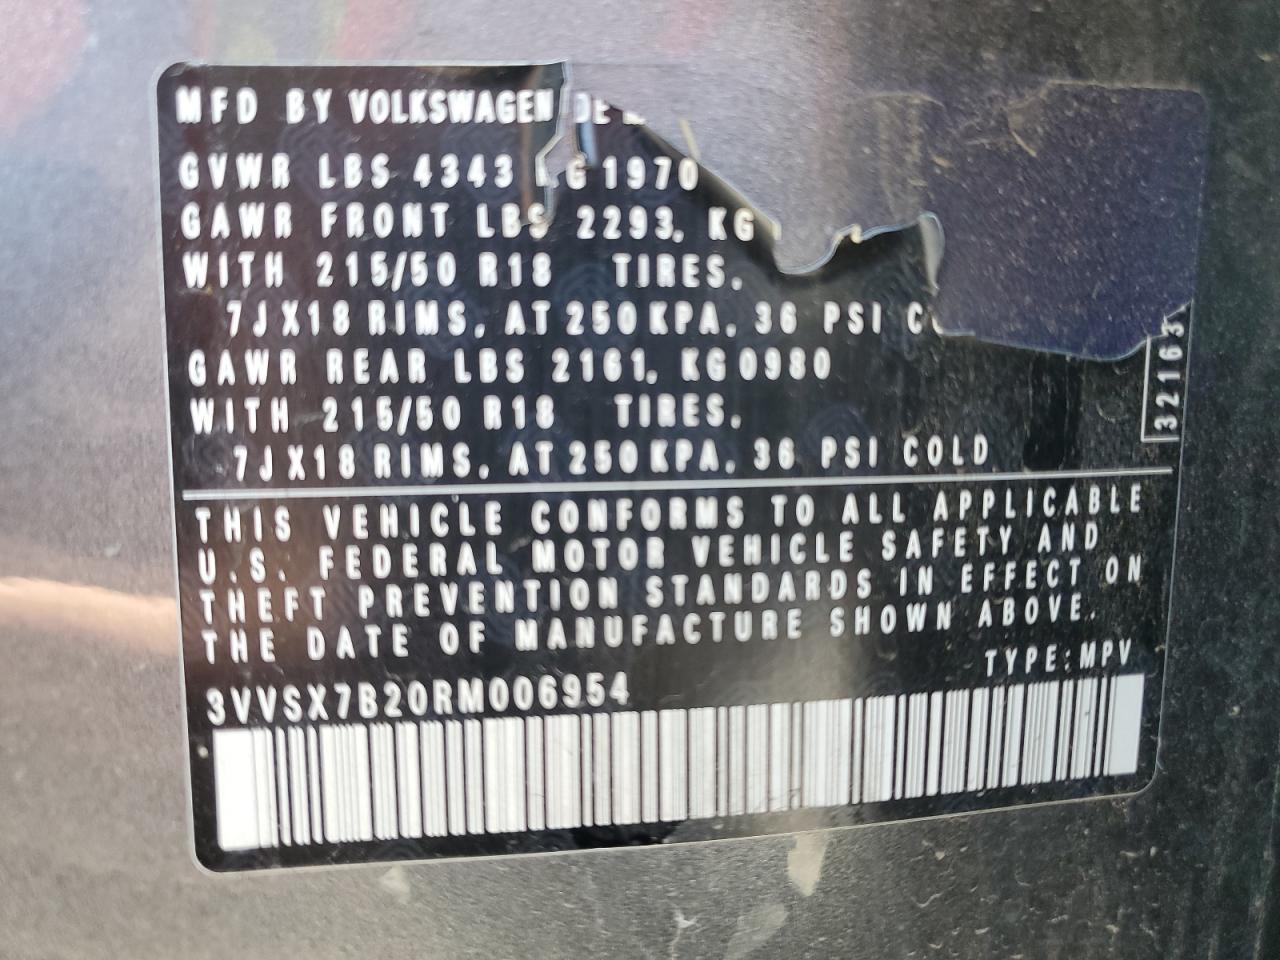 MFD BY VOLKSWAGEN DE
GVWR LBS 4343 KG 1970
GAWR FRONT LBS 2293, KG
WITH 215/50 R18 TIRES,
7JX18 RIMS, AT 250 KPA, 36 PSI
GAWR REAR LBS 2161, KG 0980
WITH 215/50 R18 TIRES,
7JX18 RIMS, AT 250 KPA, 36 PSI COLD
32163
THIS VEHICLE CONFORMS TO ALL APPLICABLE
U.S. FEDERAL MOTOR VEHICLE SAFETY AND
THEFT PREVENTION STANDARDS IN EFFECT ON
THE DATE OF MANUFACTURE SHOWN ABOVE.
TYPE: MPV
3VVSX7B20RM006954